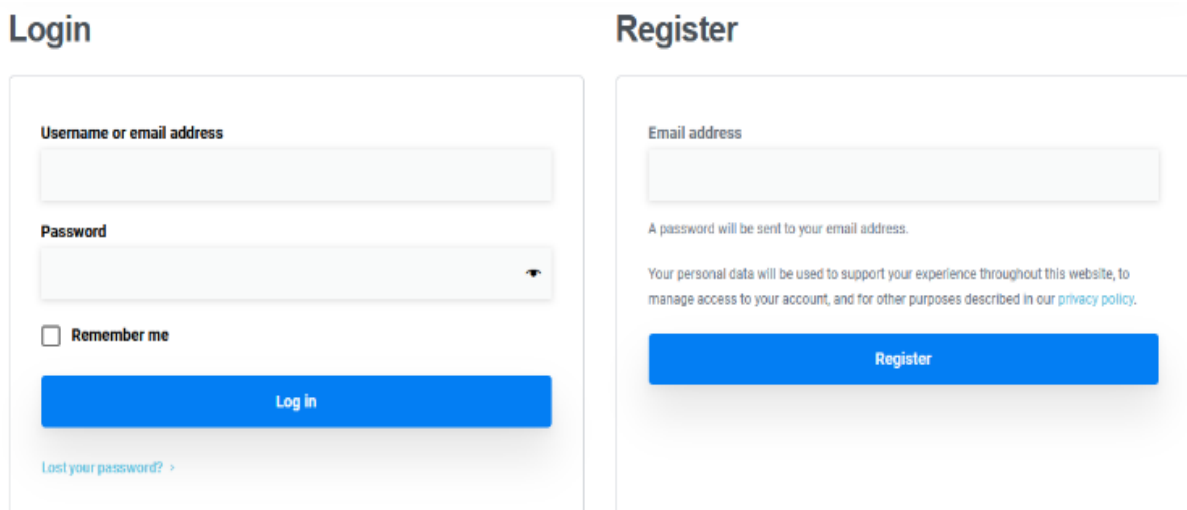 Login
Username or email address
Password
Remember me
Log in
Lost your password? ›
Register
Email address
A password will be sent to your email address.
Your personal data will be used to support your experience throughout this website, to
manage access to your account, and for other purposes described in our privacy policy.
Register